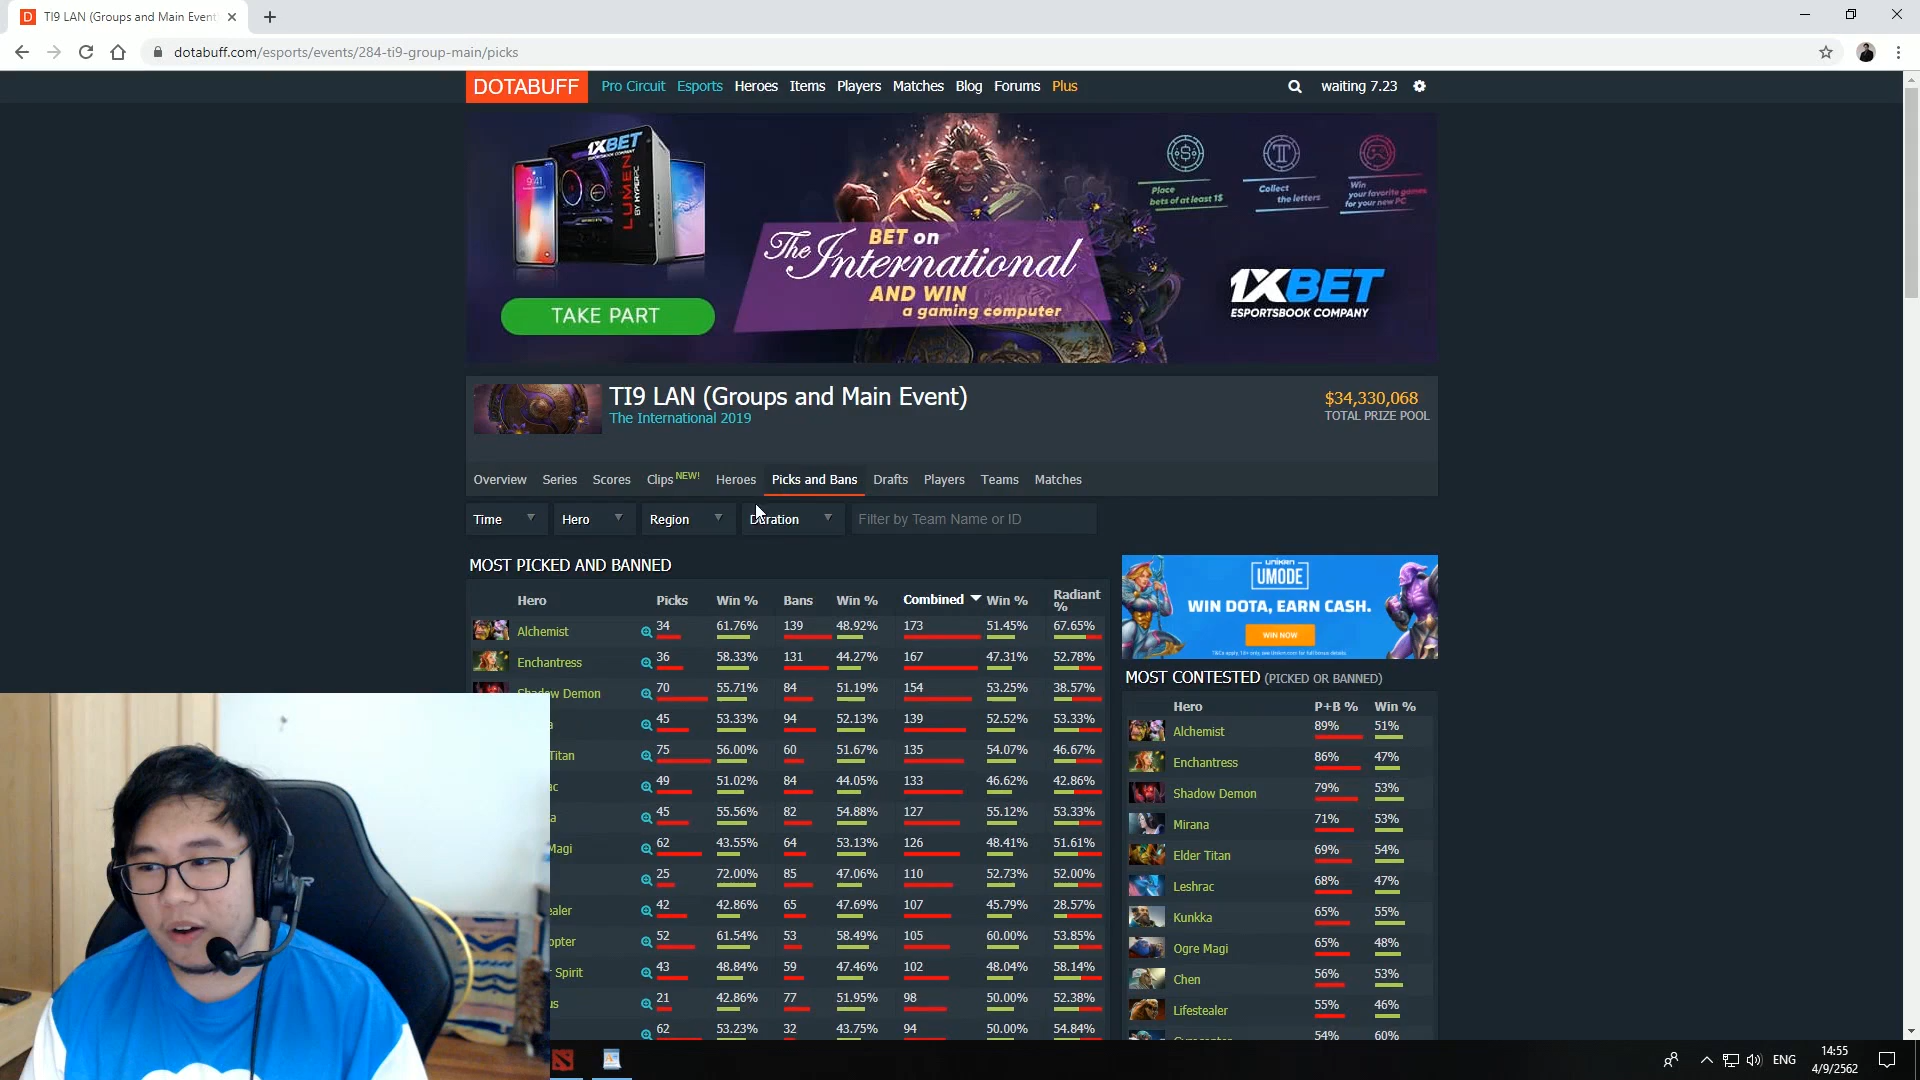 TI9 LAN (Groups and Main Event
dotabuff.com/esports/events/284-ti9-group-main/picks
DOTABUFF Pro Circuit Esports Heroes Items Players Matches Blog Forums Plus waiting 7.23
1XBET
ESPORTSBOOK COMPANY
LUMEN
BY HYPERPC
9:41
TAKE PART
BET on
The International
AND WIN
a gaming computer
Place
bets of at least 1$
Collect
the letters
Win
your favorite games
for your new PC
1XBET
ESPORTSBOOK COMPANY
TI9 LAN (Groups and Main Event)
The International 2019
$34,330,068
TOTAL PRIZE POOL
Overview Series Scores Clips NEW! Heroes Picks and Bans Drafts Players Teams Matches
Time Hero Region Duration Filter by Team Name or ID
MOST PICKED AND BANNED
Hero Picks Win % Bans Win % Combined Win % Radiant %
Alchemist 34 61.76% 139 48.92% 173 51.45% 67.65%
Enchantress 36 58.33% 131 44.27% 167 47.31% 52.78%
Shadow Demon 70 55.71% 84 51.19% 154 53.25% 38.57%
a 45 53.33% 94 52.13% 139 52.52% 53.33%
Titan 75 56.00% 60 51.67% 135 54.07% 46.67%
c 49 51.02% 84 44.05% 133 46.62% 42.86%
a 45 55.56% 82 54.88% 127 55.12% 53.33%
Magi 62 43.55% 64 53.13% 126 48.41% 51.61%
25 72.00% 85 47.06% 110 52.73% 52.00%
ealer 42 42.86% 65 47.69% 107 45.79% 28.57%
opter 52 61.54% 53 58.49% 105 60.00% 53.85%
Spirit 43 48.84% 59 47.46% 102 48.04% 58.14%
us 21 42.86% 77 51.95% 98 50.00% 52.38%
62 53.23% 32 43.75% 94 50.00% 54.84%
UMODE
WIN DOTA, EARN CASH.
WIN NOW
MOST CONTESTED (PICKED OR BANNED)
Hero P+B % Win %
Alchemist 89% 51%
Enchantress 86% 47%
Shadow Demon 79% 53%
Mirana 71% 53%
Elder Titan 69% 54%
Leshrac 68% 47%
Kunkka 65% 55%
Ogre Magi 65% 48%
Chen 56% 53%
Lifestealer 55% 46%
54% 60%
ENG
14:55
4/9/2562